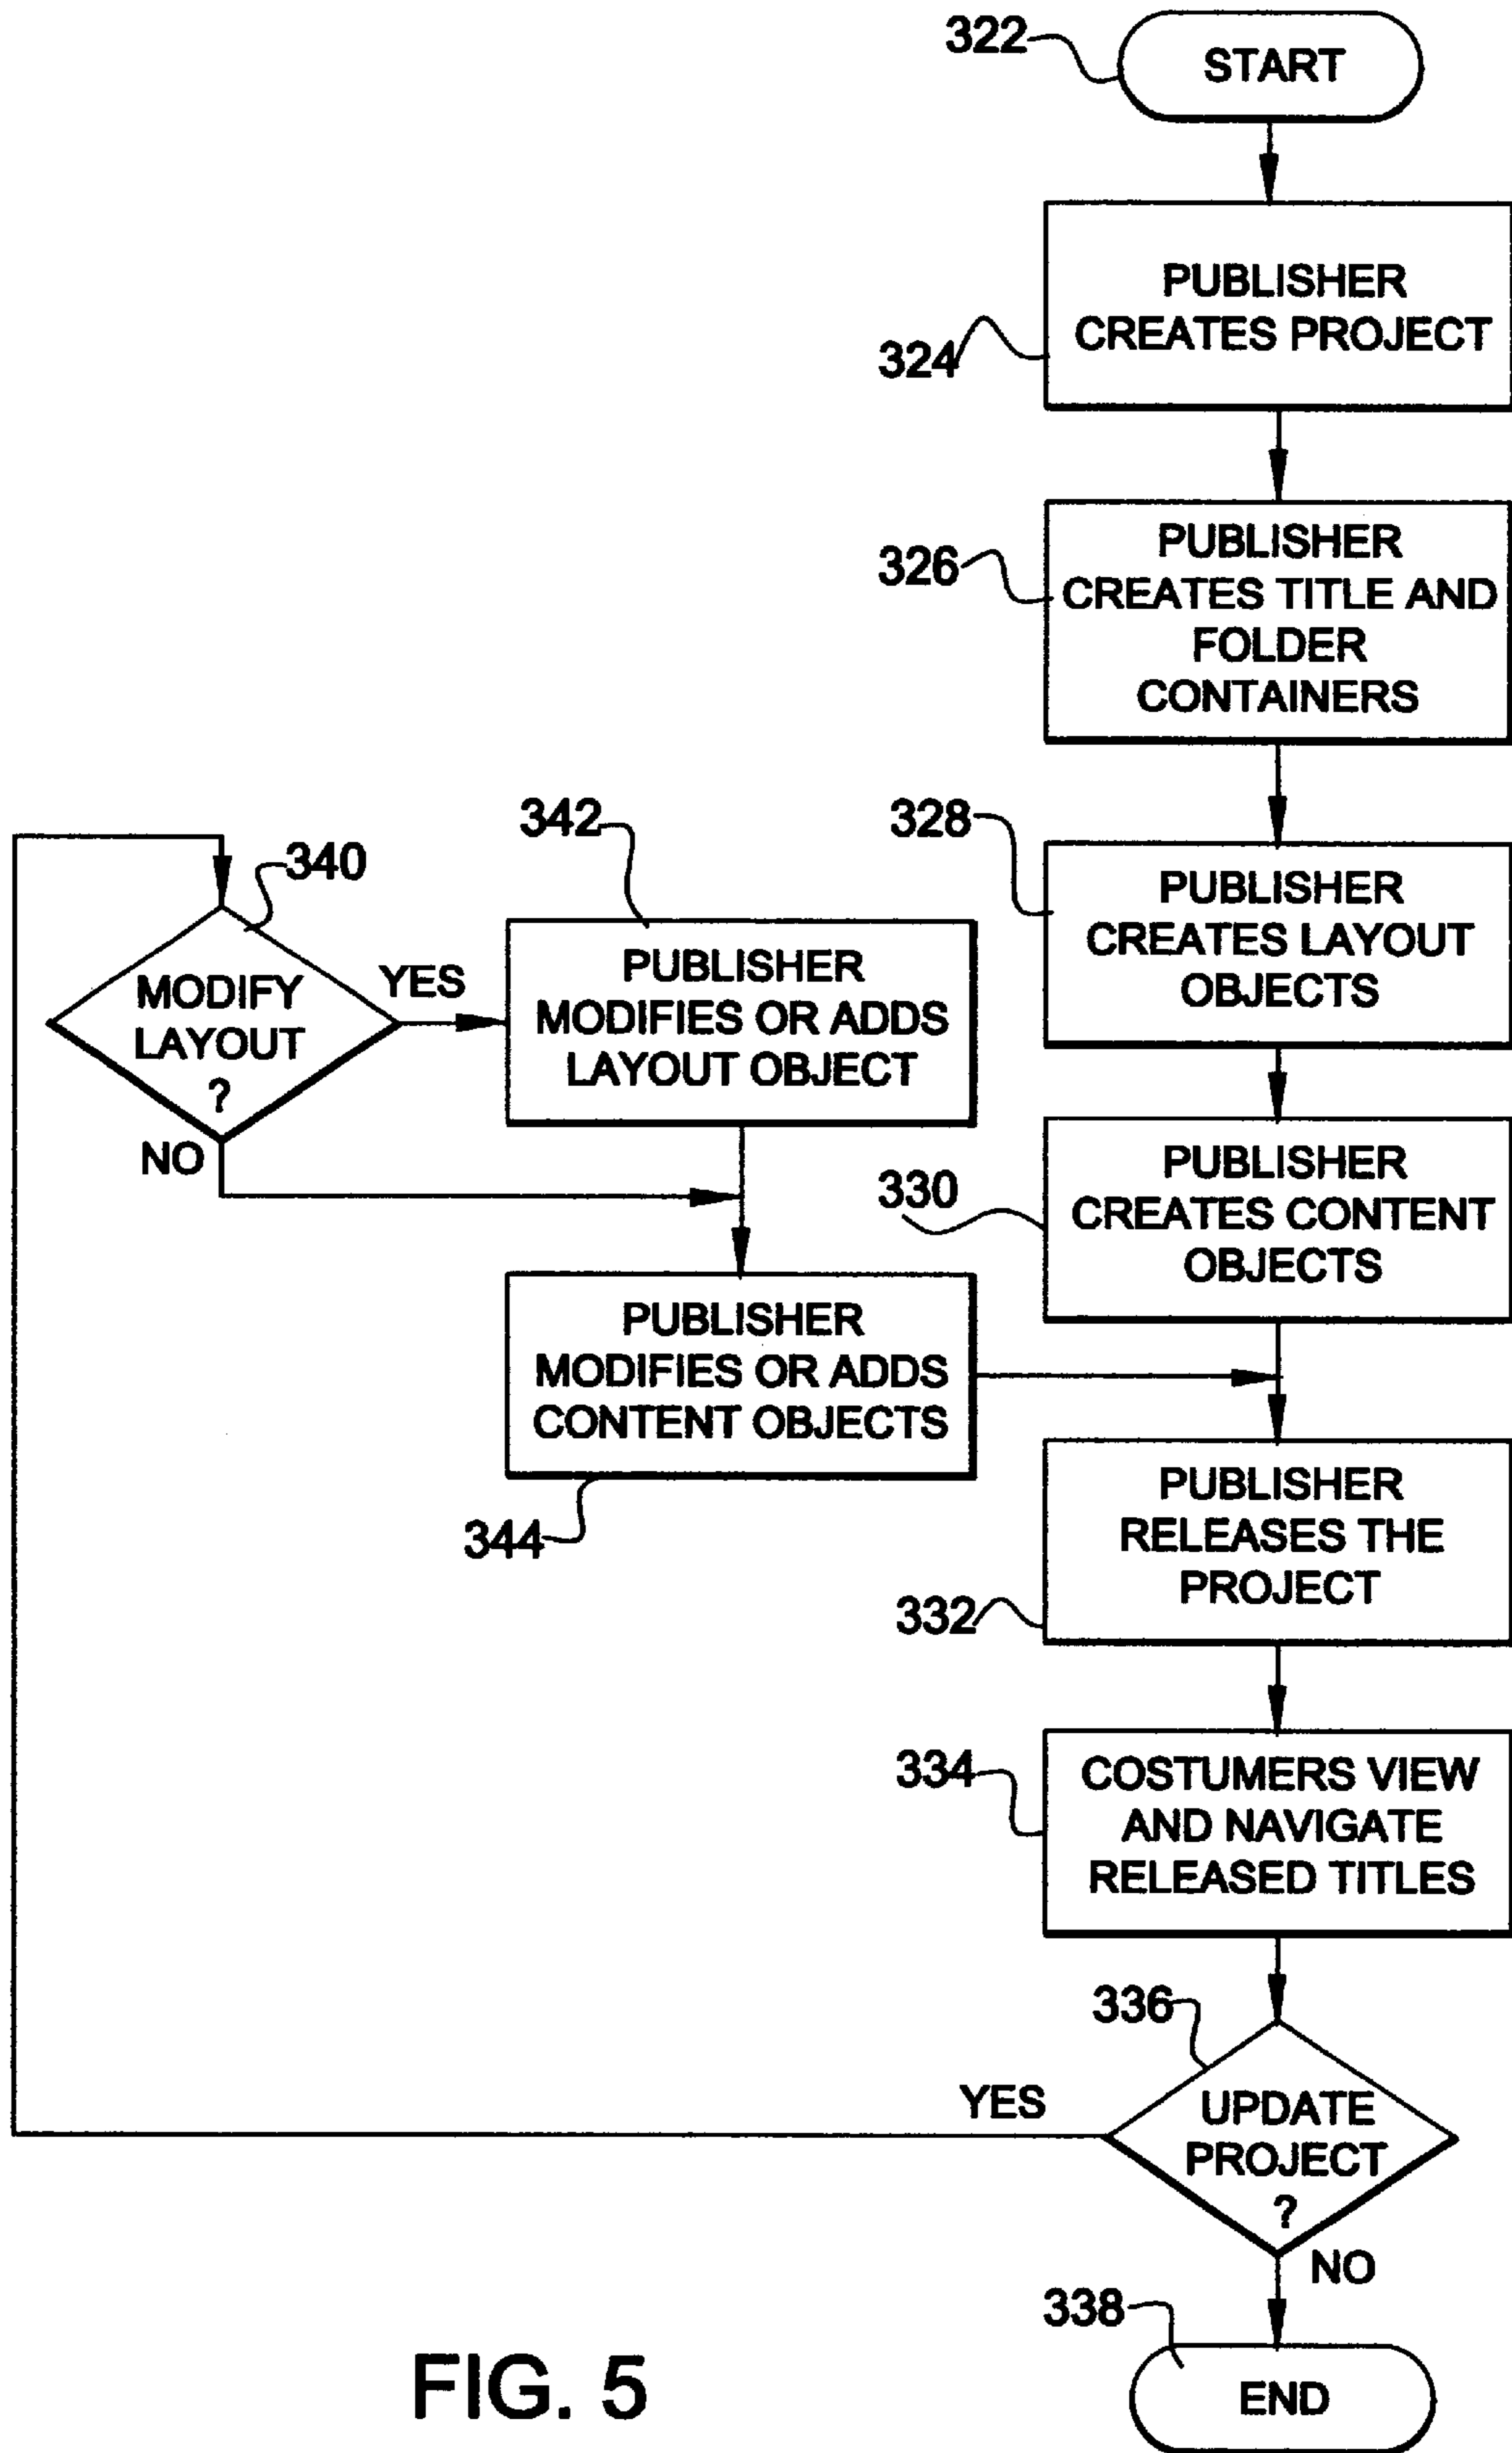 322
START
PUBLISHER
CREATES PROJECT
324
PUBLISHER
CREATES TITLE AND
FOLDER
CONTAINERS
326
328
PUBLISHER
CREATES LAYOUT
OBJECTS
340
MODIFY
LAYOUT
?
YES
NO
342
PUBLISHER
MODIFIES OR ADDS
LAYOUT OBJECT
330
PUBLISHER
CREATES CONTENT
OBJECTS
PUBLISHER
MODIFIES OR ADDS
CONTENT OBJECTS
344
PUBLISHER
RELEASES THE
PROJECT
332
334
COSTUMERS VIEW
AND NAVIGATE
RELEASED TITLES
336
YES
UPDATE
PROJECT
?
NO
338
END
FIG. 5